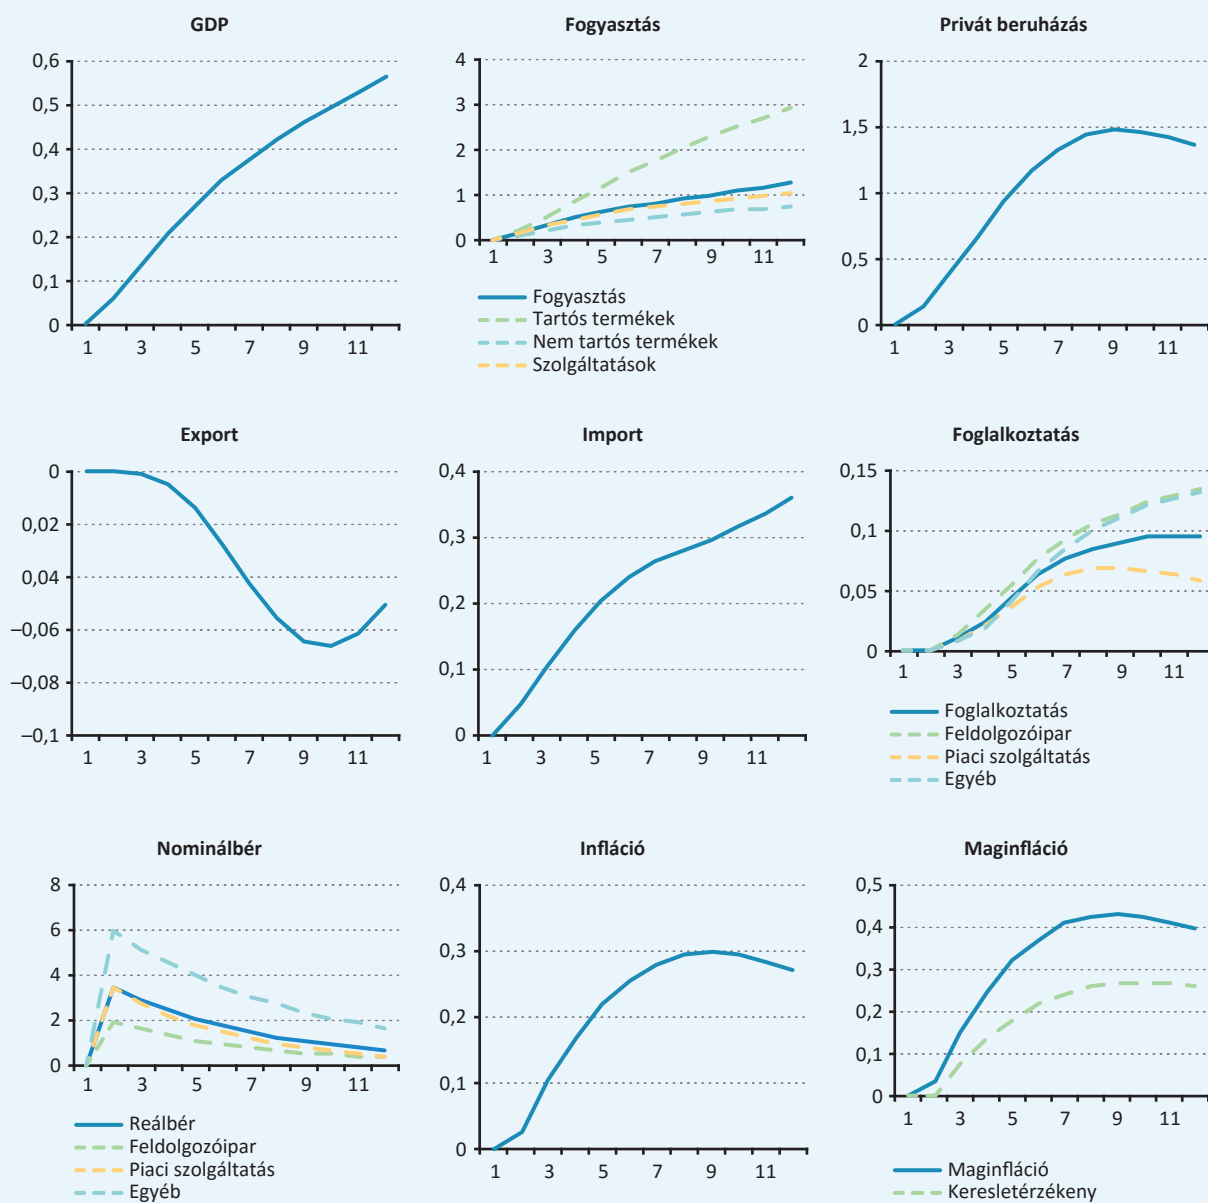 GDP
0,6
0,5
0,4
0,3
0,2
0,1
0
1 3 5 7 9 11
Fogyasztás
4
3
2
1
0
1 3 5 7 9 11
Fogyasztás
Tartós termékek
Nem tartós termékek
Szolgáltatások
Privát beruházás
2
1,5
1
0,5
0
1 3 5 7 9 11
Export
0
0,02
0,04
−0,06
−0,08
−0,1
1 3 5 7 9 11
Import
0,4
0,3
0,2
0,1
0
1 3 5 7 9 11
Foglalkoztatás
0,15
0,1
0,05
0
1 3 5 7 9 11
Foglalkoztatás
Feldolgozóipar
Piaci szolgáltatás
Egyéb
Nominálbér
8
6
4
2
0
1 3 5 7 9 11
Reálbér
Feldolgozóipar
Piaci szolgáltatás
Egyéb
Infláció
0,4
0,3
0,2
0,1
0
1 3 5 7 9 11
Maginfláció
0,5
0,4
0,3
0,2
0,1
0
1 3 5 7 9 11
Maginfláció
Keresletérzékeny